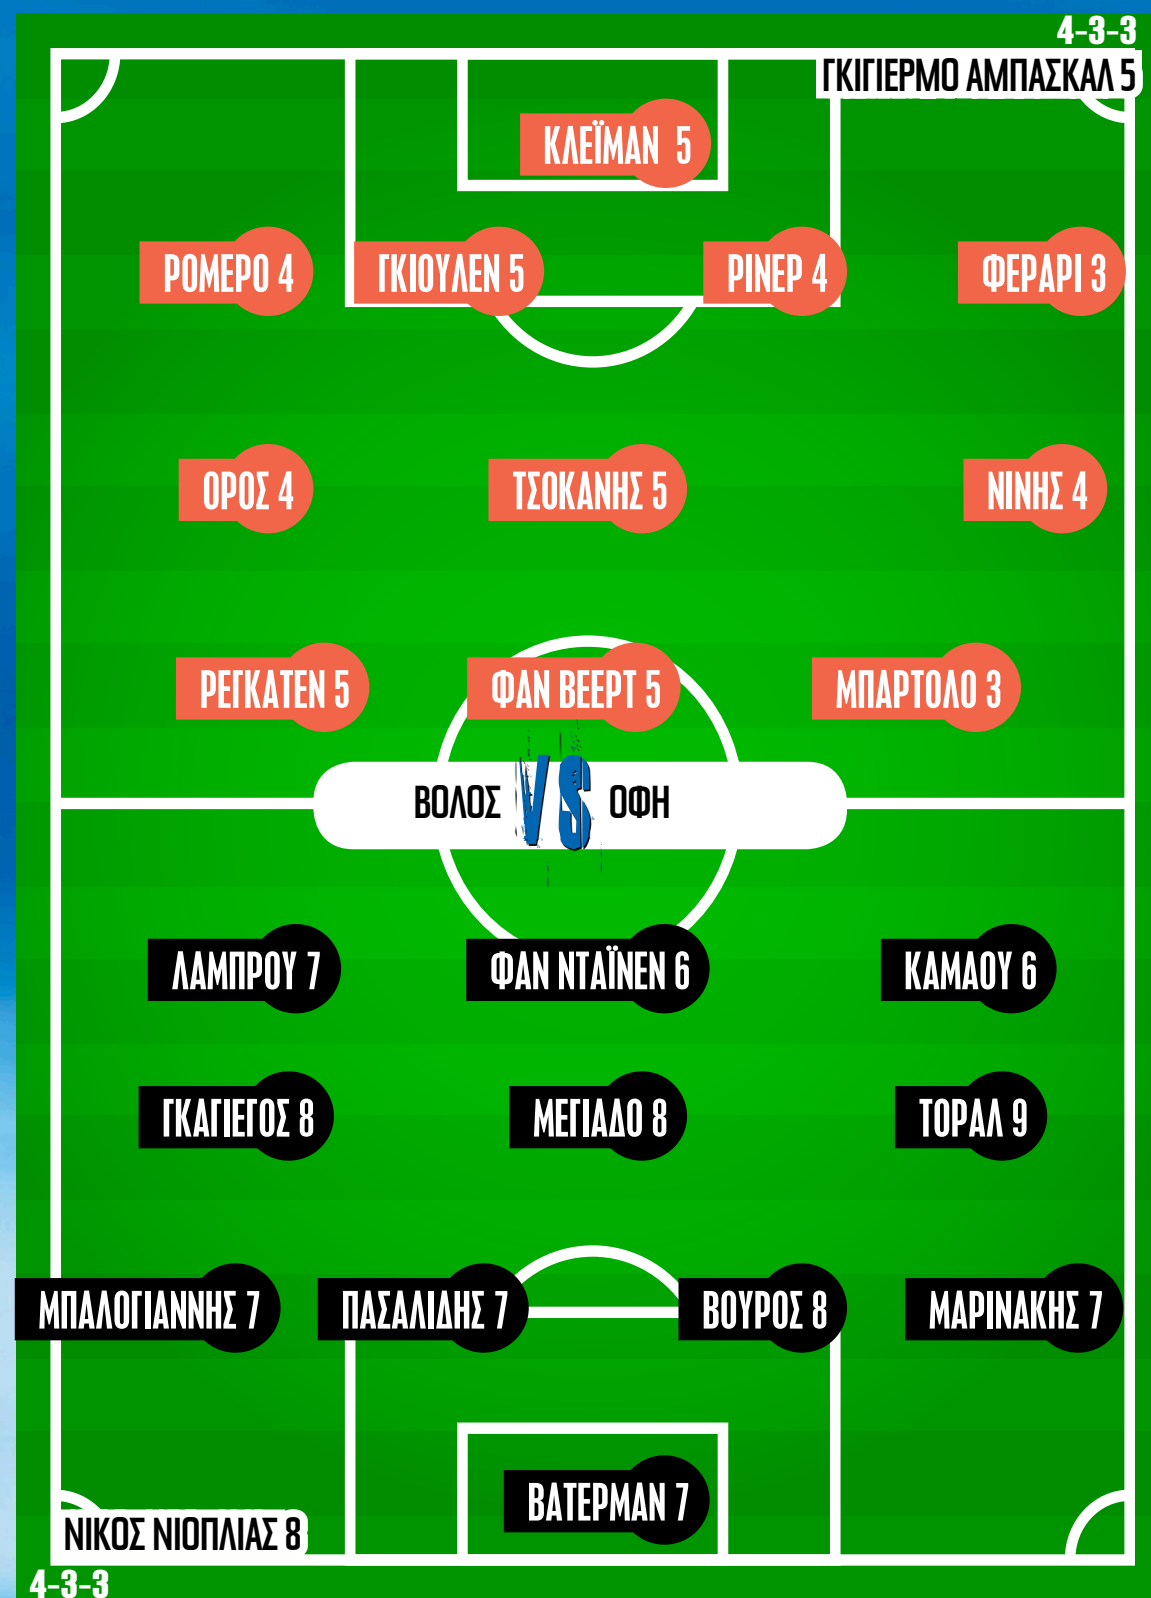 4-3-3
ΓΚΙΓΙΕΡΜΟ ΑΜΠΑΣΚΑΛ 5
ΚΛΕΪΜΑΝ 5
ΡΟΜΕΡΟ 4
ΓΚΙΟΥΛΕΝ 5
ΡΙΝΕΡ 4
ΦΕΡΑΡΙ 3
ΟΡΟΣ 4
ΤΣΟΚΑΝΗΣ 5
ΝΙΝΗΣ 4
ΡΕΓΚΑΤΕΝ 5
ΦΑΝ ΒΕΕΡΤ 5
ΜΠΑΡΤΟΛΟ 3
ΒΟΛΟΣ VS ΟΦΗ
ΛΑΜΠΡΟΥ 7
ΦΑΝ ΝΤΑΪΝΕΝ 6
ΚΑΜΑΟΥ 6
ΓΚΑΓΙΕΓΟΣ 8
ΜΕΓΙΑΔΟ 8
ΤΟΡΑΛ 9
ΜΠΑΛΟΓΙΑΝΝΗΣ 7
ΠΑΣΑΛΙΔΗΣ 7
ΒΟΥΡΟΣ 8
ΜΑΡΙΝΑΚΗΣ 7
ΒΑΤΕΡΜΑΝ 7
ΝΙΚΟΣ ΝΙΟΠΛΙΑΣ 8
4-3-3